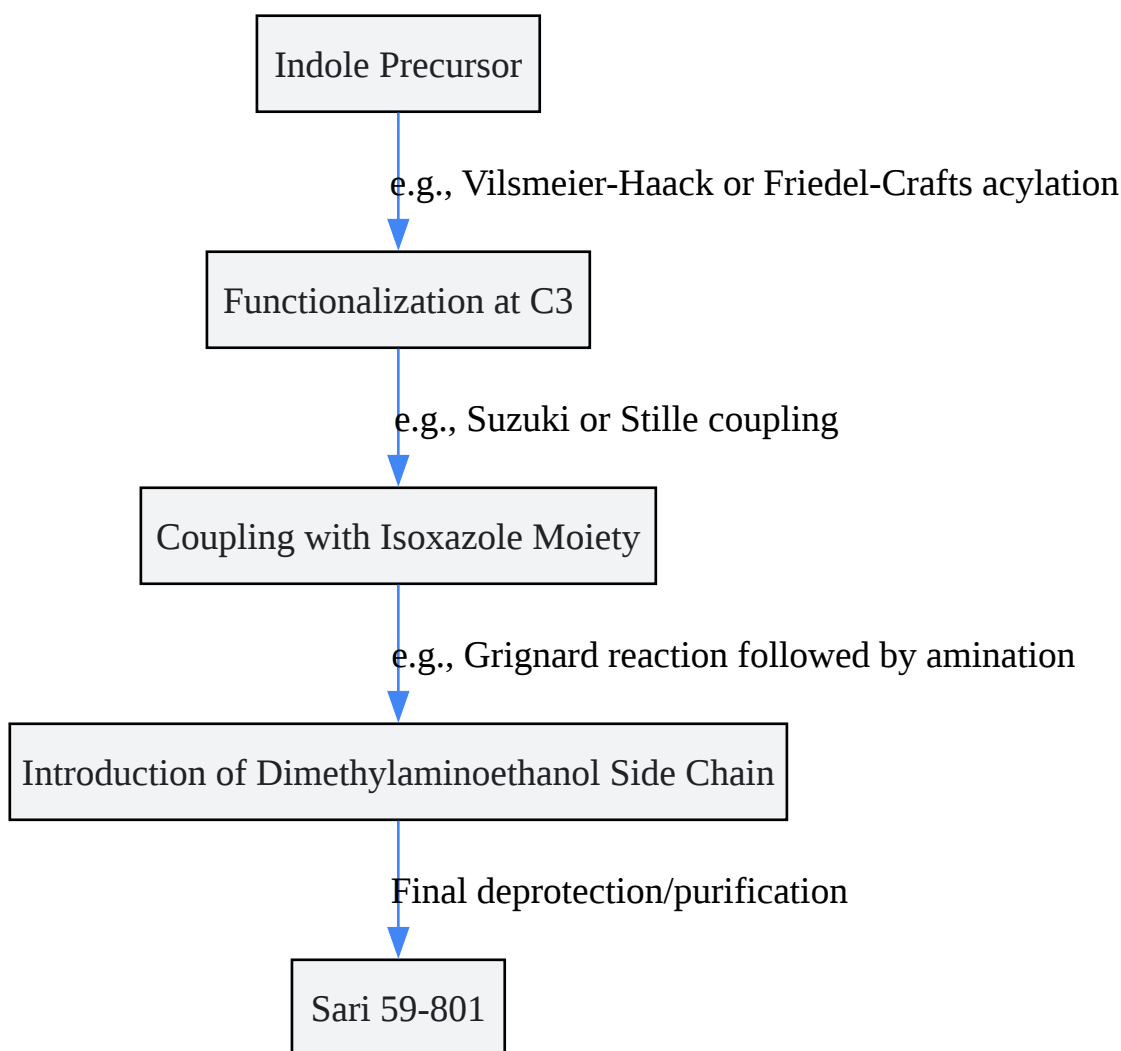 Indole Precursor
e.g., Vilsmeier-Haack or Friedel-Crafts acylation
Functionalization at C3
e.g., Suzuki or Stille coupling
Coupling with Isoxazole Moiety
e.g., Grignard reaction followed by amination
Introduction of Dimethylaminoethanol Side Chain
Final deprotection/purification
Sari 59-801